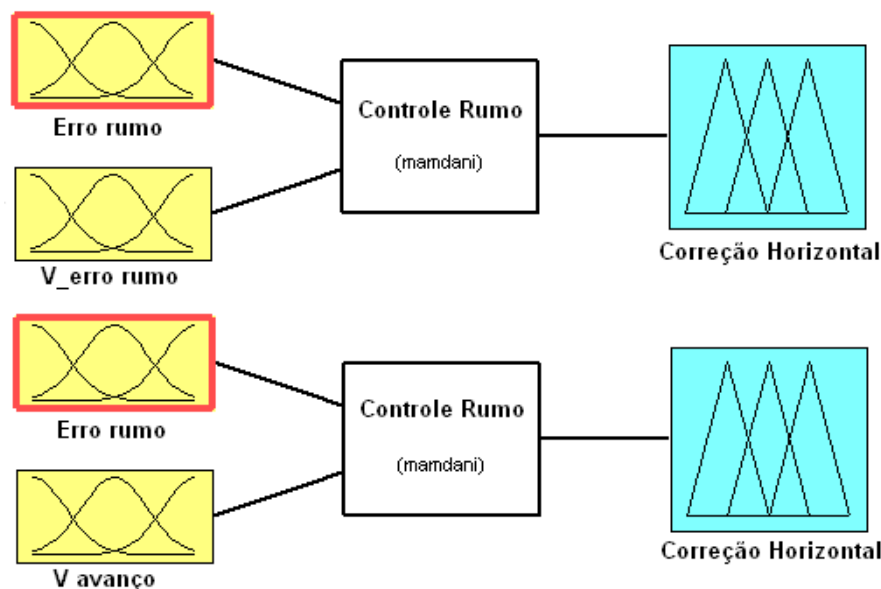 Erro rumo
V_erro rumo
Controle Rumo
(mamdani)
Correção Horizontal
Erro rumo
V avanço
Controle Rumo
(mamdani)
Correção Horizontal